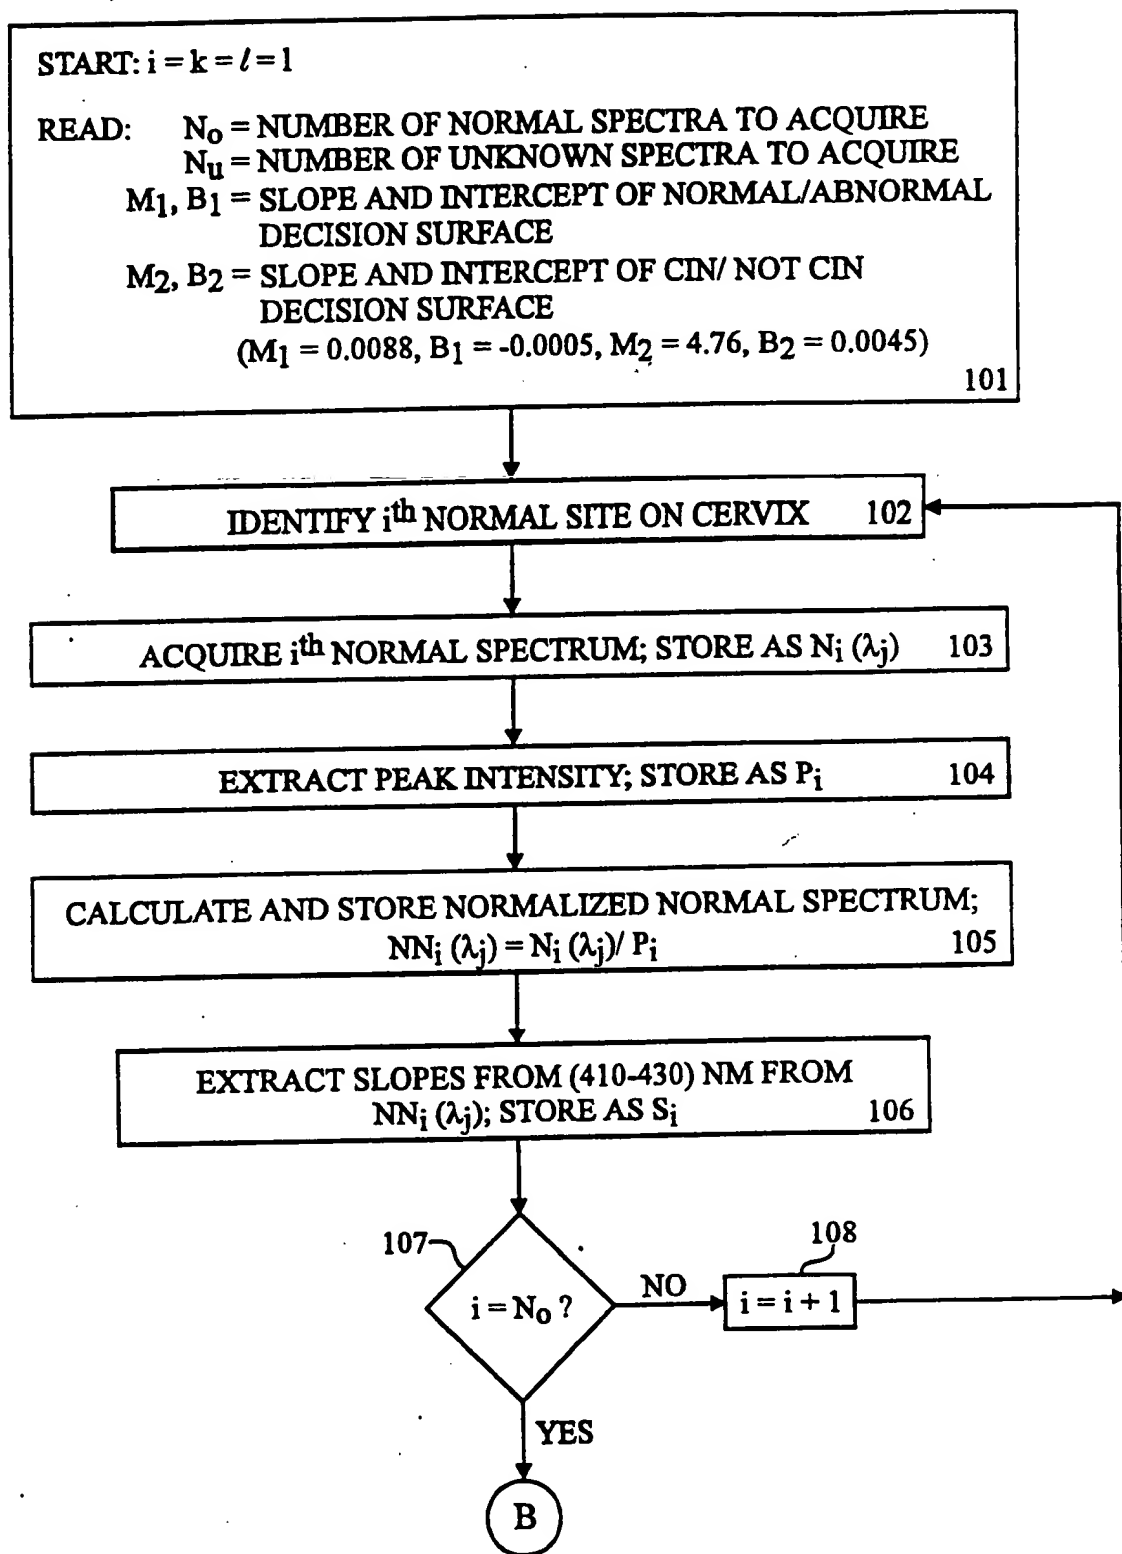 START: i = k = ℓ = 1
READ: N₀ = NUMBER OF NORMAL SPECTRA TO ACQUIRE
Nᵤ = NUMBER OF UNKNOWN SPECTRA TO ACQUIRE
M₁, B₁ = SLOPE AND INTERCEPT OF NORMAL/ABNORMAL
DECISION SURFACE
M₂, B₂ = SLOPE AND INTERCEPT OF CIN/ NOT CIN
DECISION SURFACE
(M₁ = 0.0088, B₁ = -0.0005, M₂ = 4.76, B₂ = 0.0045)
101
IDENTIFY iᵗʰ NORMAL SITE ON CERVIX 102
ACQUIRE iᵗʰ NORMAL SPECTRUM; STORE AS Nᵢ (λⱼ) 103
EXTRACT PEAK INTENSITY; STORE AS Pᵢ 104
CALCULATE AND STORE NORMALIZED NORMAL SPECTRUM;
NNᵢ (λⱼ) = Nᵢ (λⱼ)/ Pᵢ 105
EXTRACT SLOPES FROM (410-430) NM FROM
NNᵢ (λⱼ); STORE AS Sᵢ 106
107
108
i = N₀ ?
NO
i = i + 1
YES
B